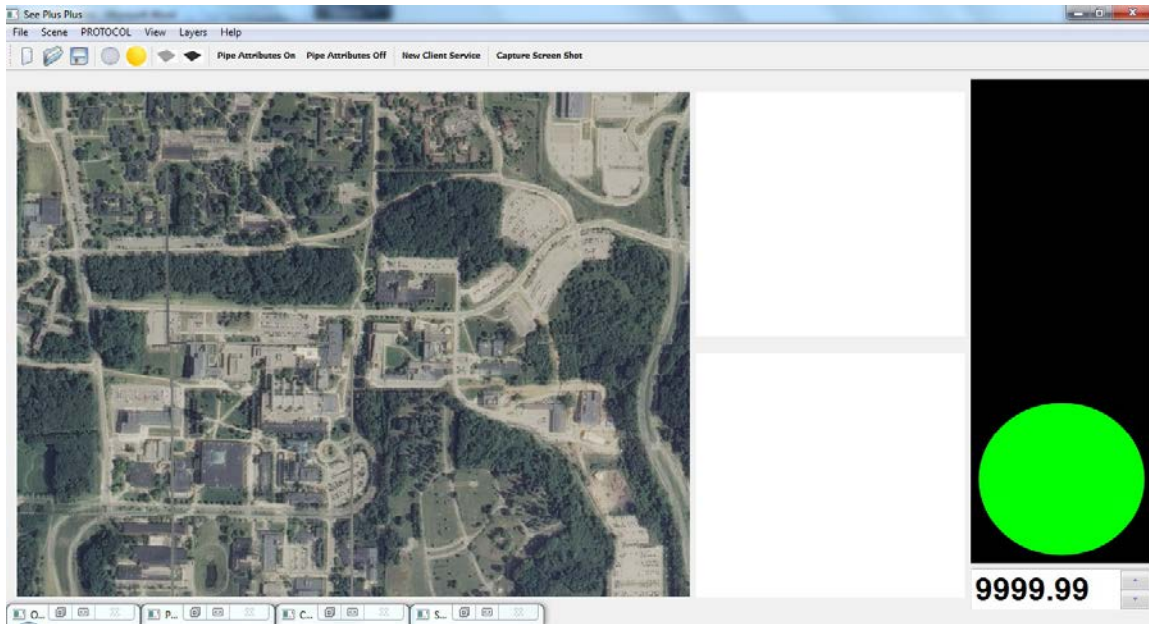 See Plus Plus
File Scene PROTOCOL View Layers Help
Pipe Attributes On Pipe Attributes Off New Client Service Capture Screen Shot
9999.99
O... P... C... S...